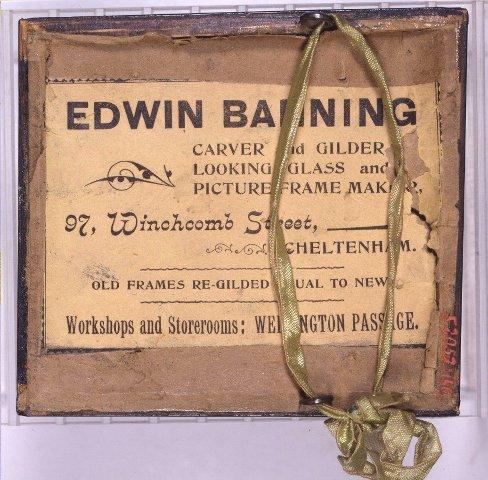 EDWIN BANNING
CARVER and GILDER
LOOKING GLASS and
PICTURE FRAME MAKER,
97, Winchcomb Street,
CHELTENHAM.
OLD FRAMES RE-GILDED EQUAL TO NEW
Workshops and Storerooms: WELLINGTON PASSAGE.